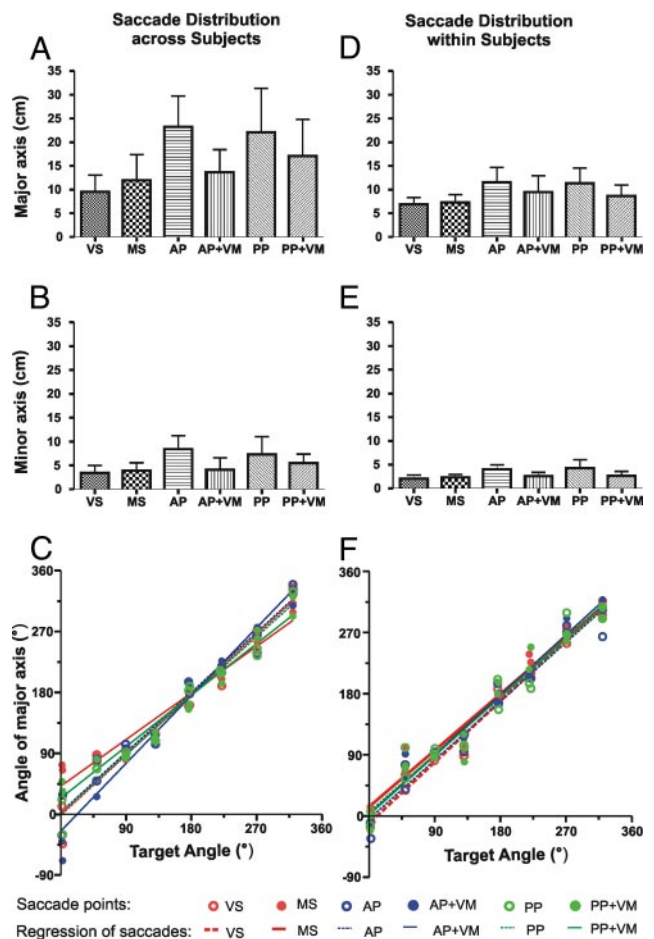 Saccade Distribution
across Subjects
Saccade Distribution
within Subjects
A
Major axis (cm)
35
30
25
20
15
10
5
0
VS MS AP AP+VM PP PP+VM
D
35
30
25
20
15
10
5
0
VS MS AP AP+VM PP PP+VM
B
Minor axis (cm)
35
30
25
20
15
10
5
0
VS MS AP AP+VM PP PP+VM
E
35
30
25
20
15
10
5
0
VS MS AP AP+VM PP PP+VM
C
Angle of major axis (°)
360
270
180
90
0
-90
90 180 270 360
Target Angle (°)
F
360
270
180
90
0
-90
90 180 270 360
Target Angle (°)
Saccade points: VS MS AP AP+VM PP PP+VM
Regression of saccades: VS MS AP AP+VM PP PP+VM